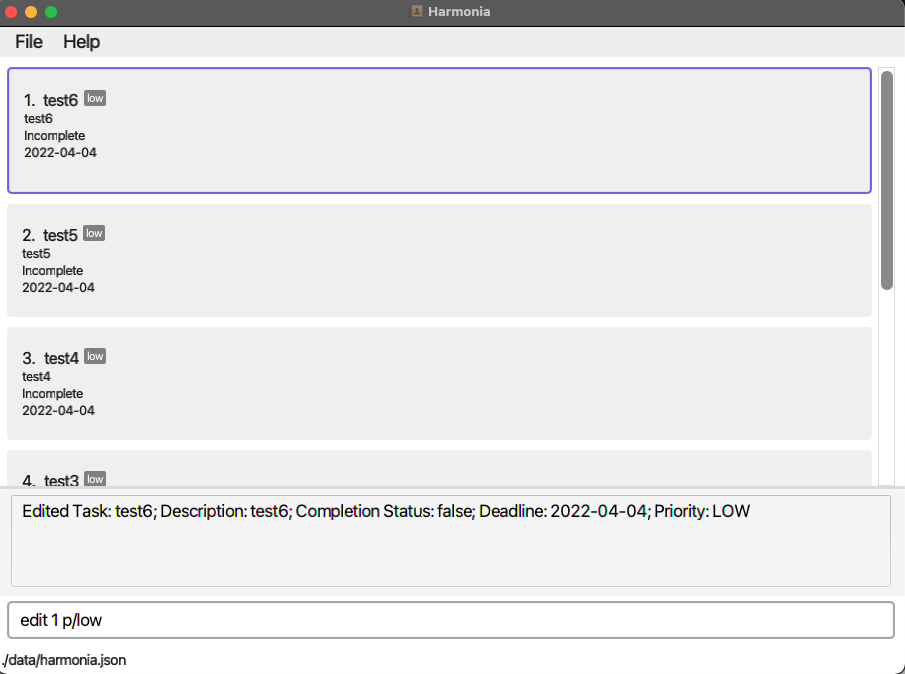 Harmonia
File Help
1. test6 low
test6
Incomplete
2022-04-04
2. test5 low
test5
Incomplete
2022-04-04
3. test4 low
test4
Incomplete
2022-04-04
4. test3 low
Edited Task: test6; Description: test6; Completion Status: false; Deadline: 2022-04-04; Priority: LOW
edit 1 p/low
./data/harmonia.json